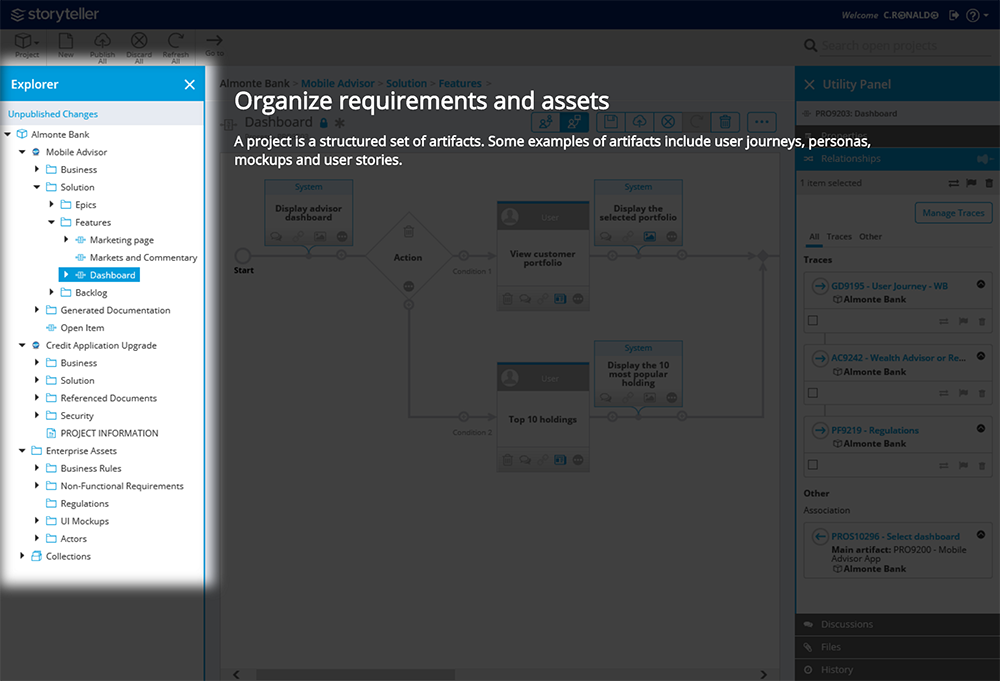 storyteller
Welcome C.RONALDO
Project
New
Publish All
Discard All
Refresh All
Go to
Search open projects
Explorer
Unpublished Changes
Almonte Bank
Mobile Advisor
Business
Solution
Epics
Features
Marketing page
Markets and Commentary
Dashboard
Backlog
Generated Documentation
Open Item
Credit Application Upgrade
Business
Solution
Referenced Documents
Security
PROJECT INFORMATION
Enterprise Assets
Business Rules
Non-Functional Requirements
Regulations
UI Mockups
Actors
Collections
Almonte Bank > Mobile Advisor > Solution > Features >
Organize requirements and assets
Dashboard
A project is a structured set of artifacts. Some examples of artifacts include user journeys, personas,
mockups and user stories.
System
Display advisor
dashboard
Start
Action
Condition 1
User
View customer
portfolio
System
Display the
selected portfolio
Condition 2
User
Top 10 holdings
System
Display the 10
most popular
holding
Utility Panel
PRO9203: Dashboard
Properties
Relationships
1 item selected
Manage Traces
All Traces Other
Traces
GD9195 - User Journey - WB
Almonte Bank
AC9242 - Wealth Advisor or Re...
Almonte Bank
PF9219 - Regulations
Almonte Bank
Other
Association
PROS10296 - Select dashboard
Main artifact: PRO9200 - Mobile
Advisor App
Almonte Bank
Discussions
Files
History